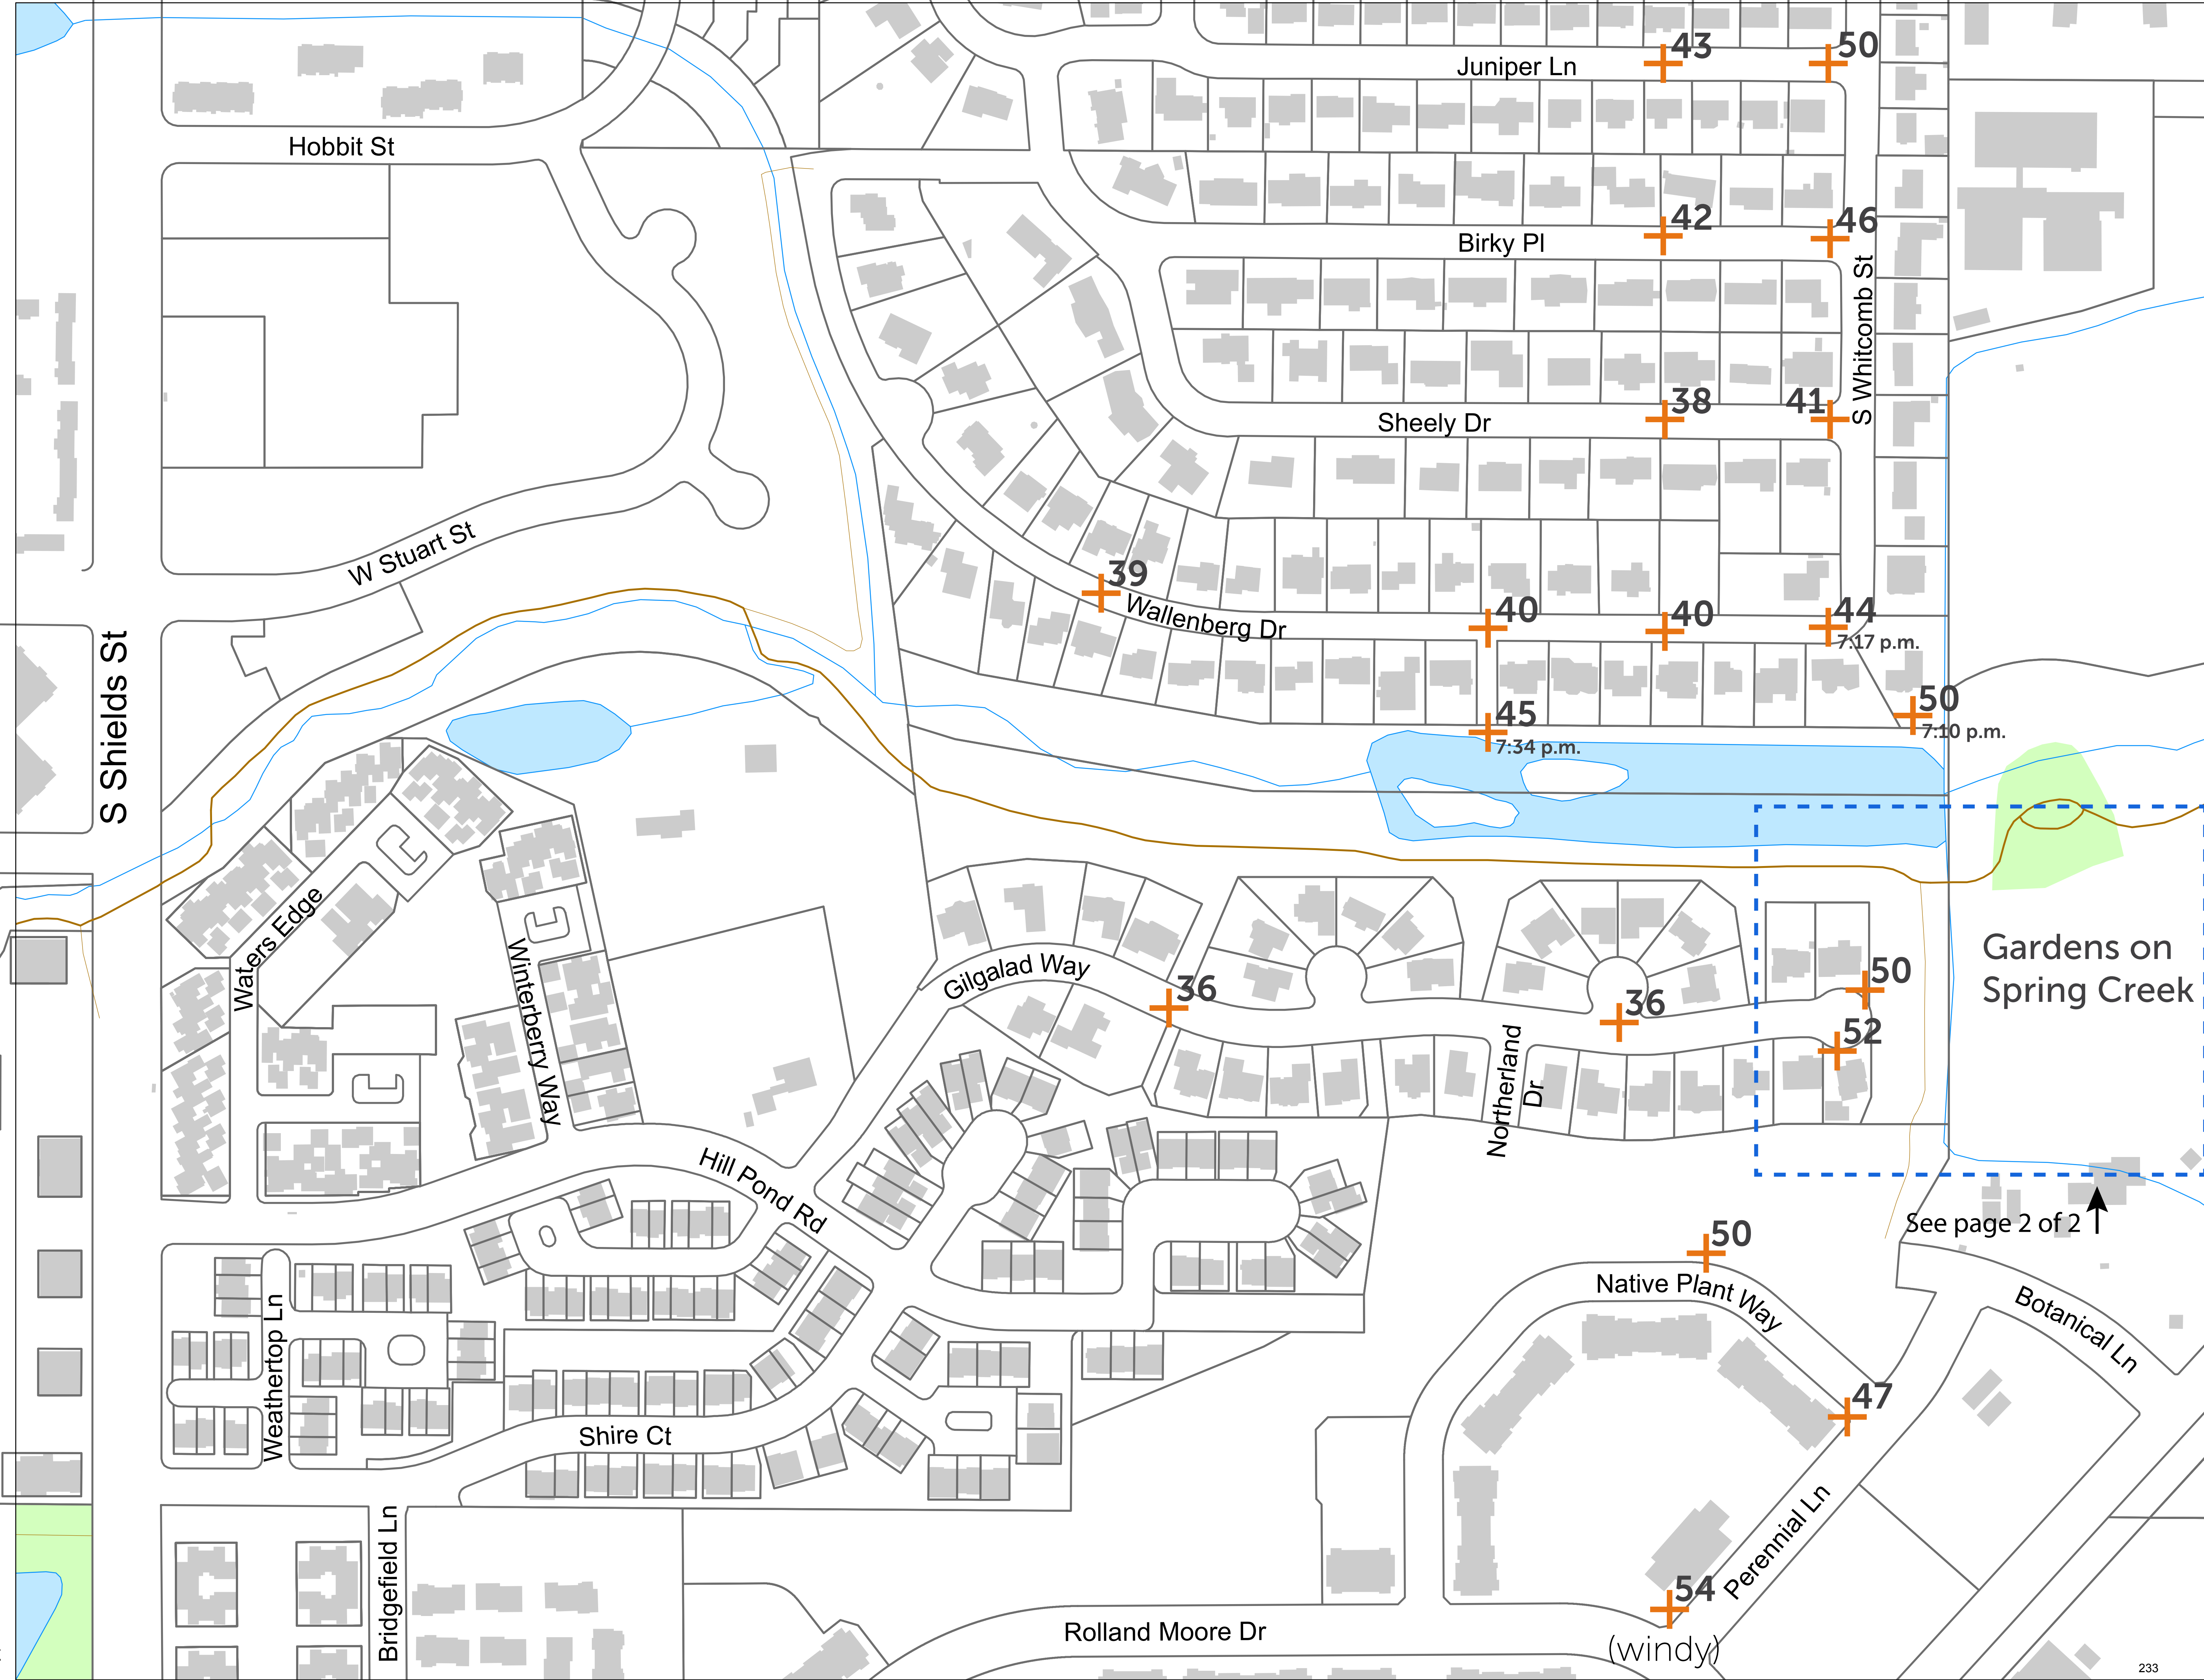 43
50
Juniper Ln
Hobbit St
42
46
Birky Pl
S Whitcomb St
38
41
Sheely Dr
W Stuart St
39
Wallenberg Dr
40
40
44
7:17 p.m.
S Shields St
50
7:10 p.m.
45
7:34 p.m.
Waters Edge
Winterberry Way
Gilgalad Way
36
36
50
52
Gardens on
Spring Creek
Northerland
Dr
Hill Pond Rd
See page 2 of 2
50
Native Plant Way
Botanical Ln
Weathertop Ln
47
Shire Ct
Perennial Ln
Bridgefield Ln
54
(windy)
Rolland Moore Dr
233